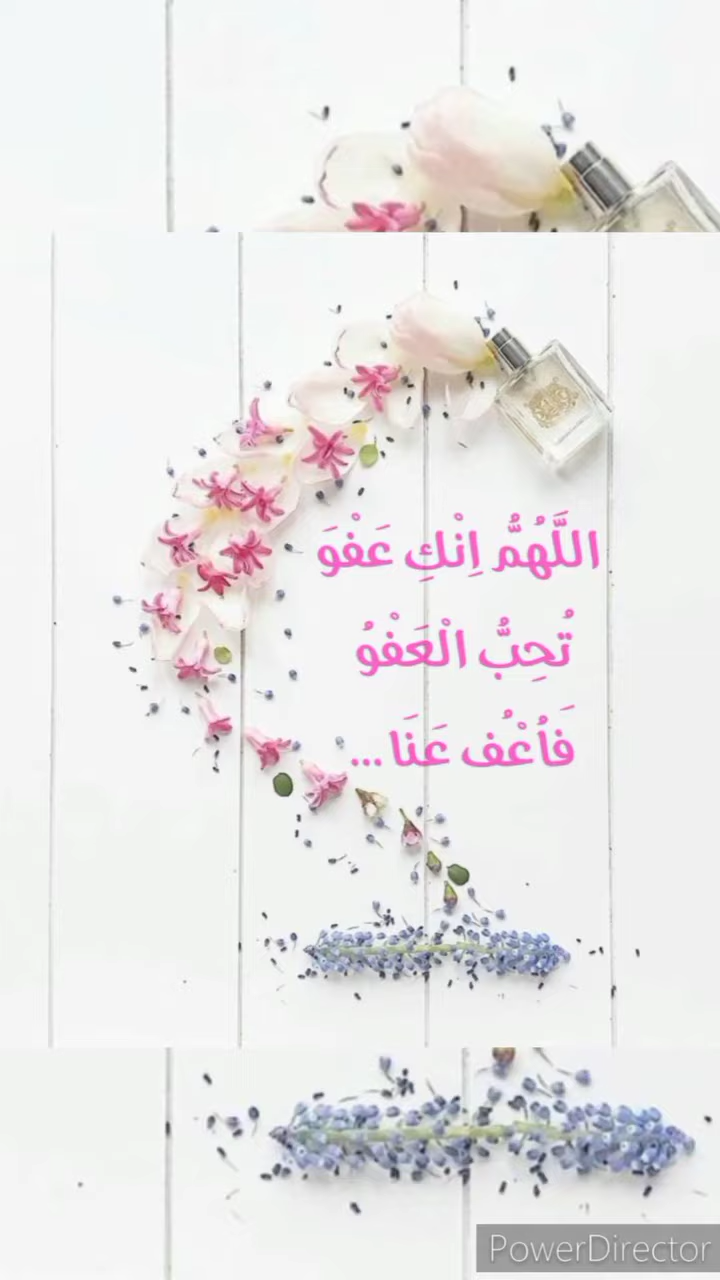 اللَّهُمُّ اِنْكِ عَفْوَ
تُحِبُّ الْعَفْوُ
فَاُعْْف عَنَا...
PowerDirector